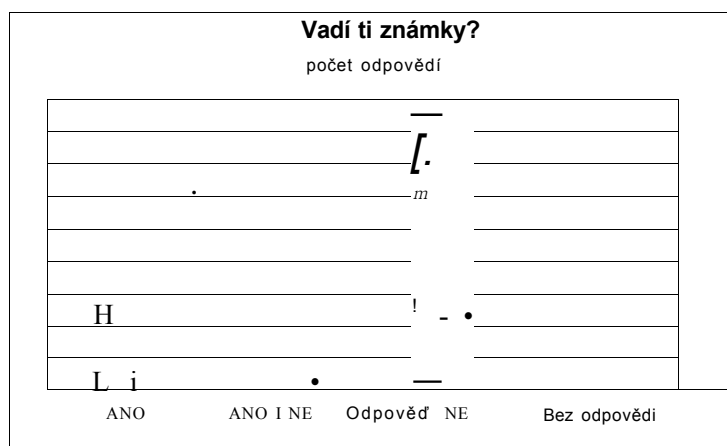 Vadí ti známky?
počet odpovědí
[.
m
H ! - •
L i •
ANO ANO I NE Odpověď NE Bez odpovědi